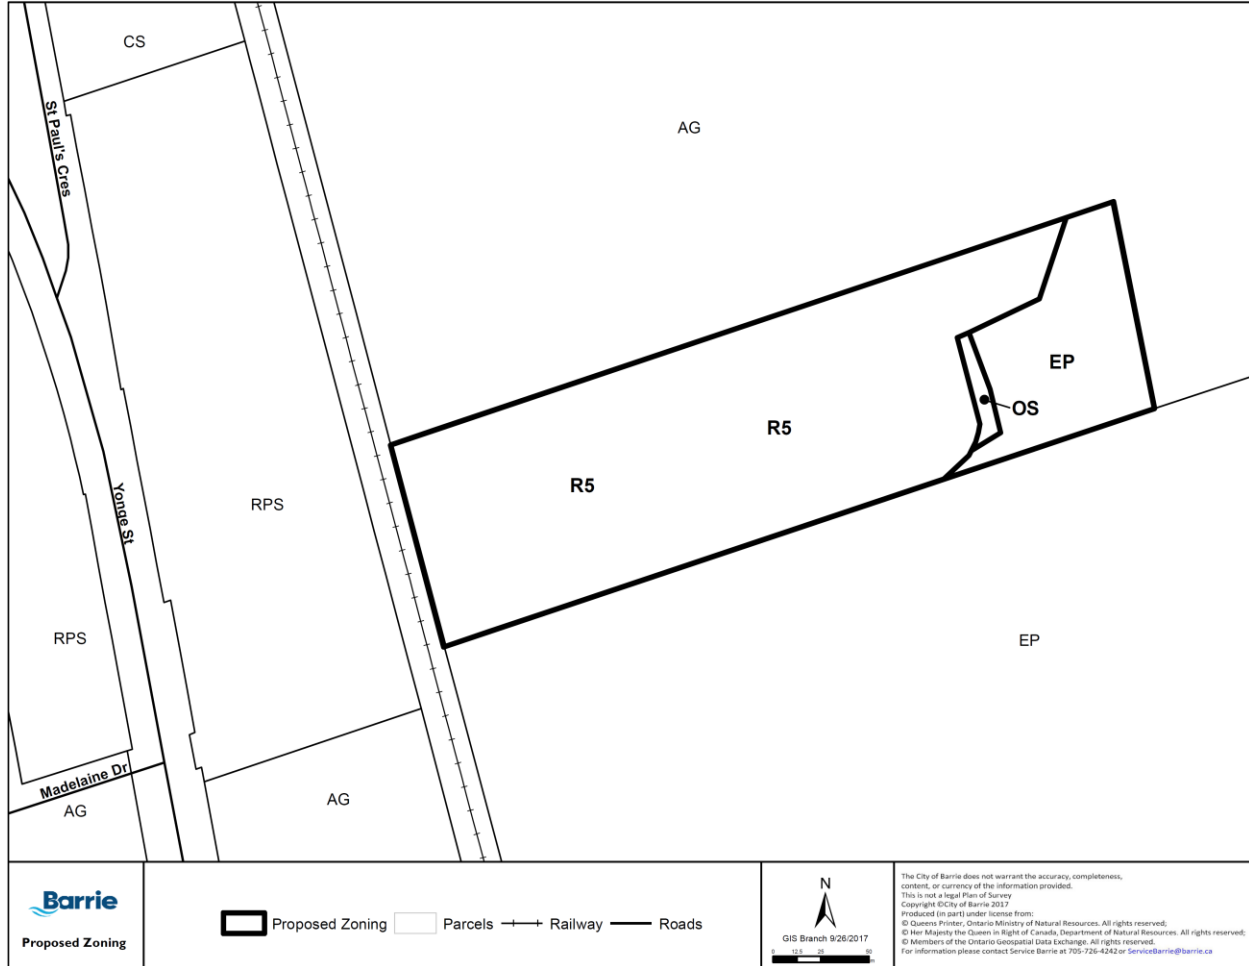 CS
St Paul's Cres
AG
EP
OS
R5
R5
RPS
Yonge St
RPS
EP
Madelaine Dr
AG
AG
Barrie
Proposed Zoning
Proposed Zoning
Parcels
Railway
Roads
N
GIS Branch 9/26/2017
0 12.5 25 50
m
The City of Barrie does not warrant the accuracy, completeness,
content, or currency of the information provided.
This is not a legal Plan of Survey
Copyright ©City of Barrie 2017
Produced (in part) under license from:
© Queens Printer, Ontario Ministry of Natural Resources. All rights reserved;
© Her Majesty the Queen in Right of Canada, Department of Natural Resources. All rights reserved;
© Members of the Ontario Geospatial Data Exchange. All rights reserved.
For information please contact Service Barrie at 705-726-4242 or ServiceBarrie@barrie.ca